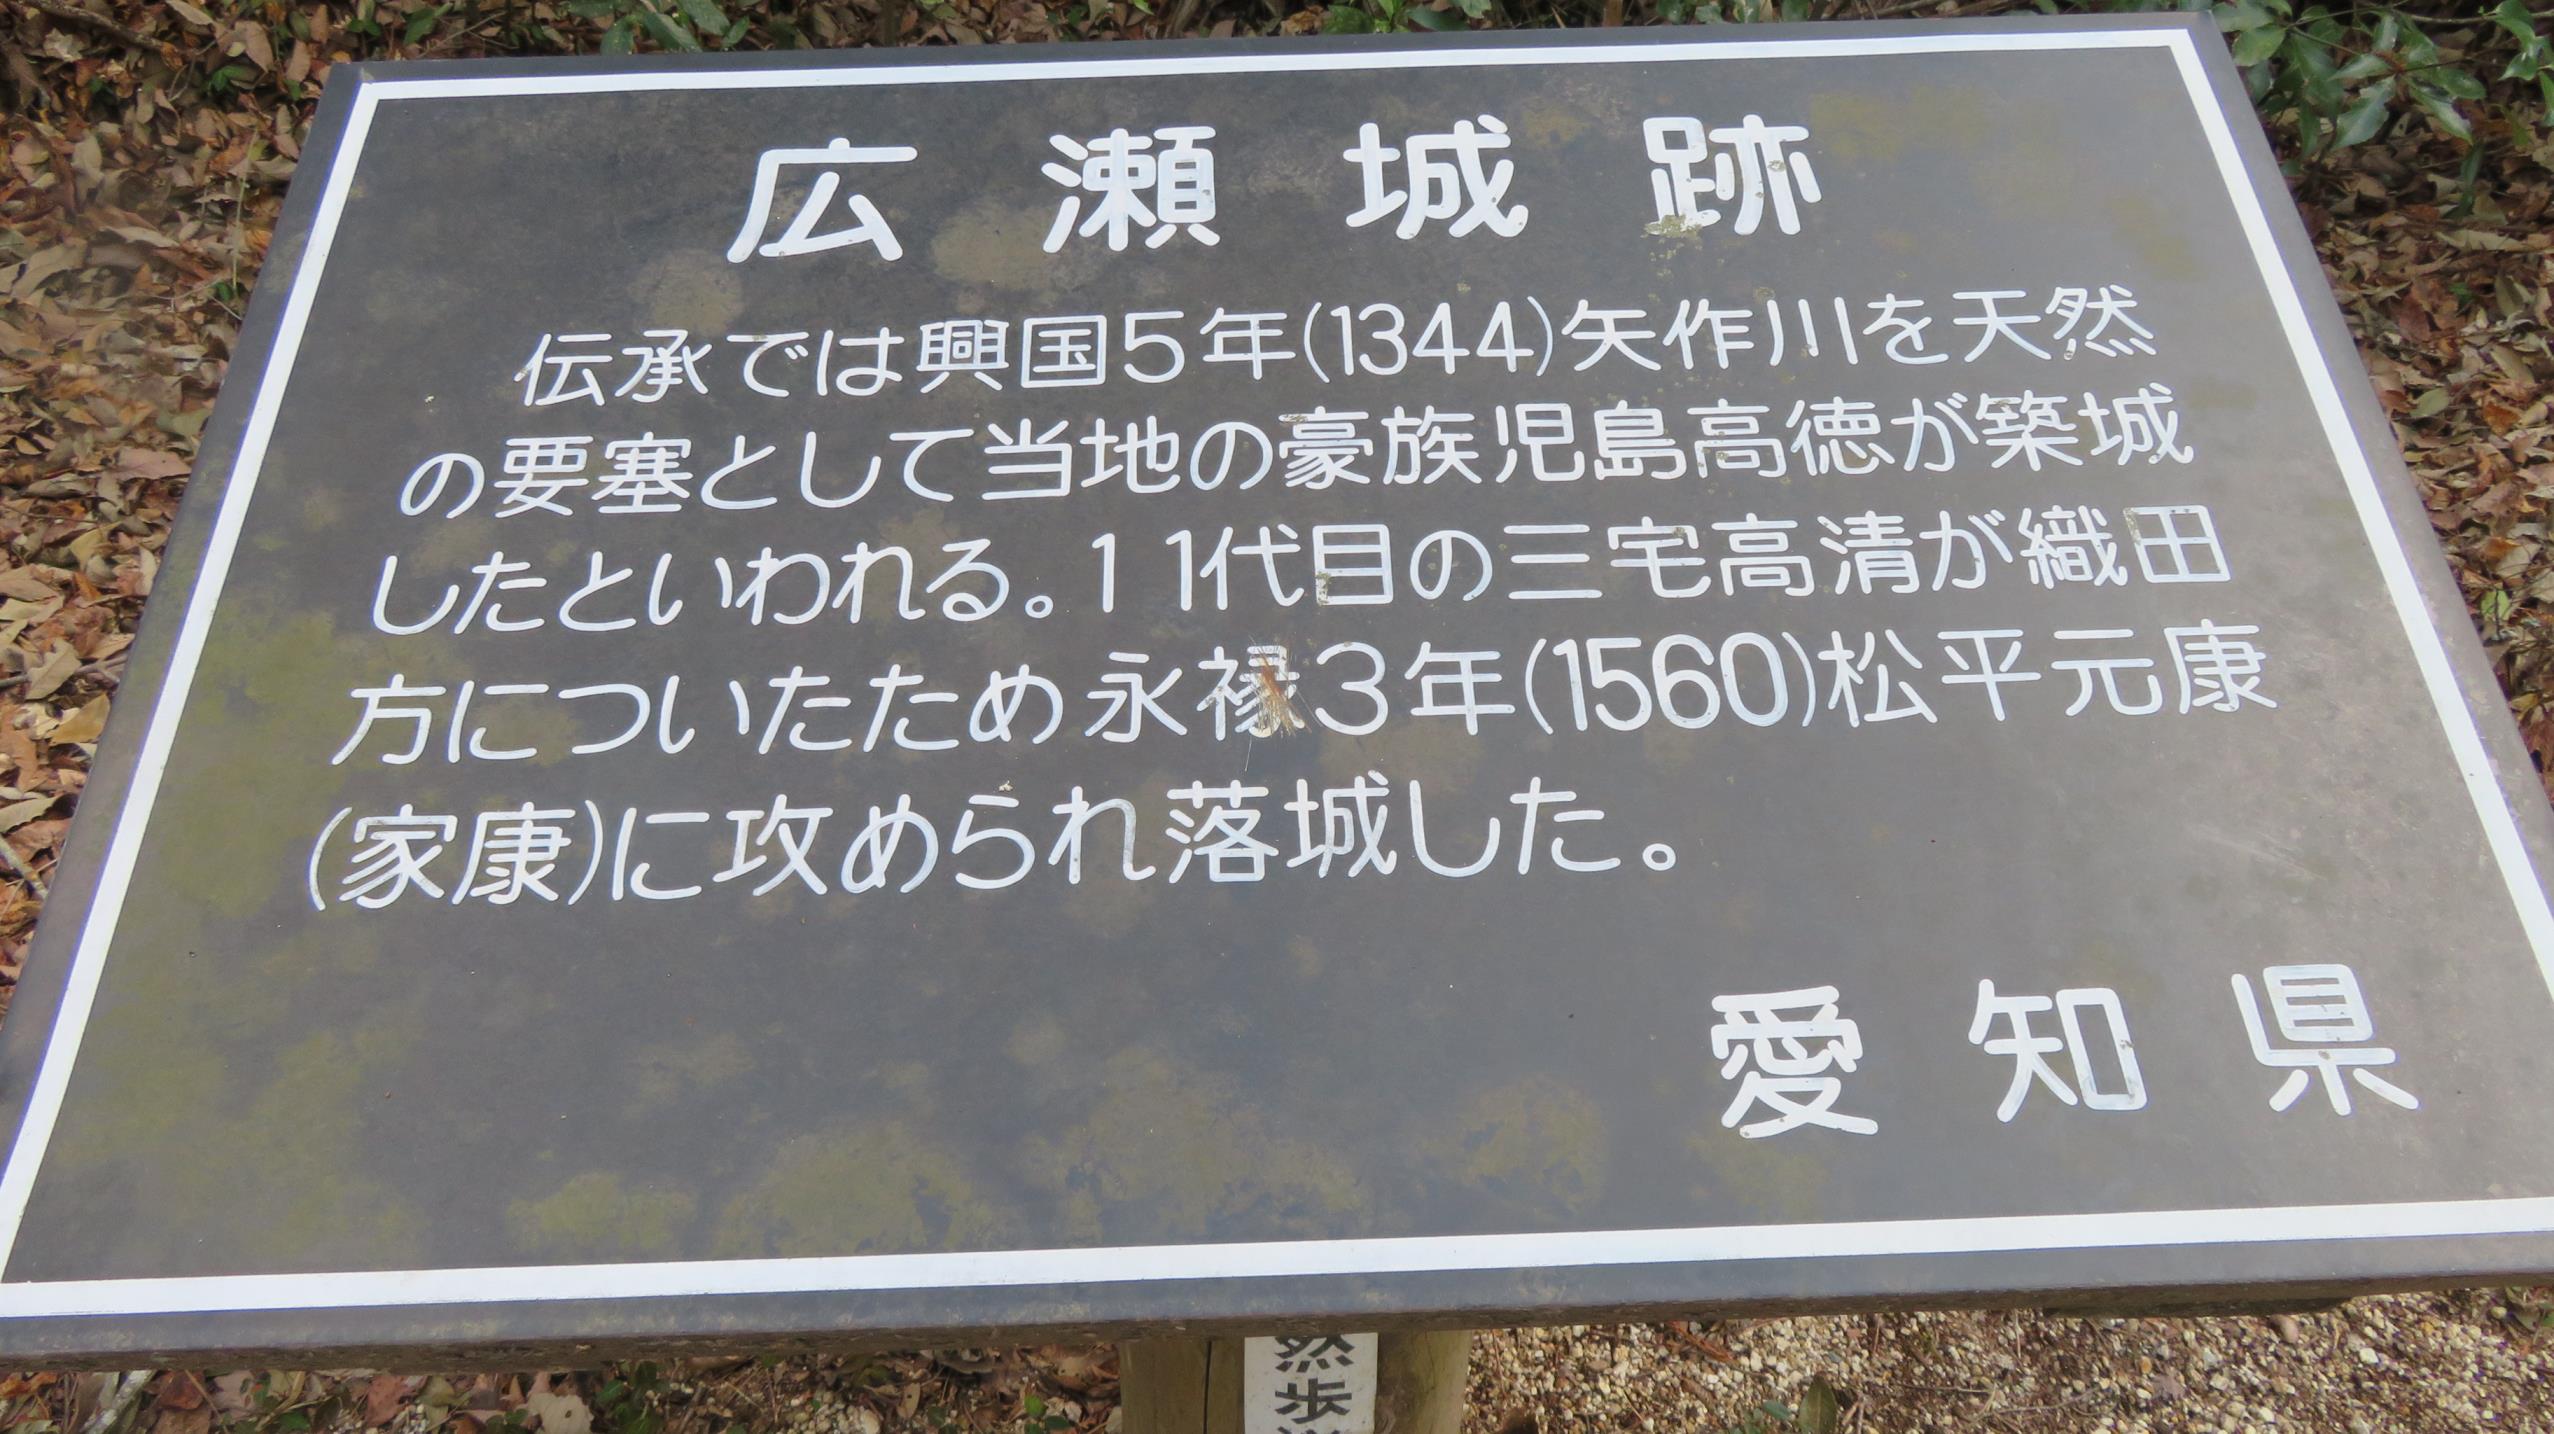 広瀬城跡
伝承では興国5年(1344)矢作川を天然
の要塞として当地の豪族児島高徳が築城
したといわれる。11代目の三宅高清が織田
方についたため永禄3年(1560)松平元康
(家康)に攻められ落城した。
愛知県
然歩